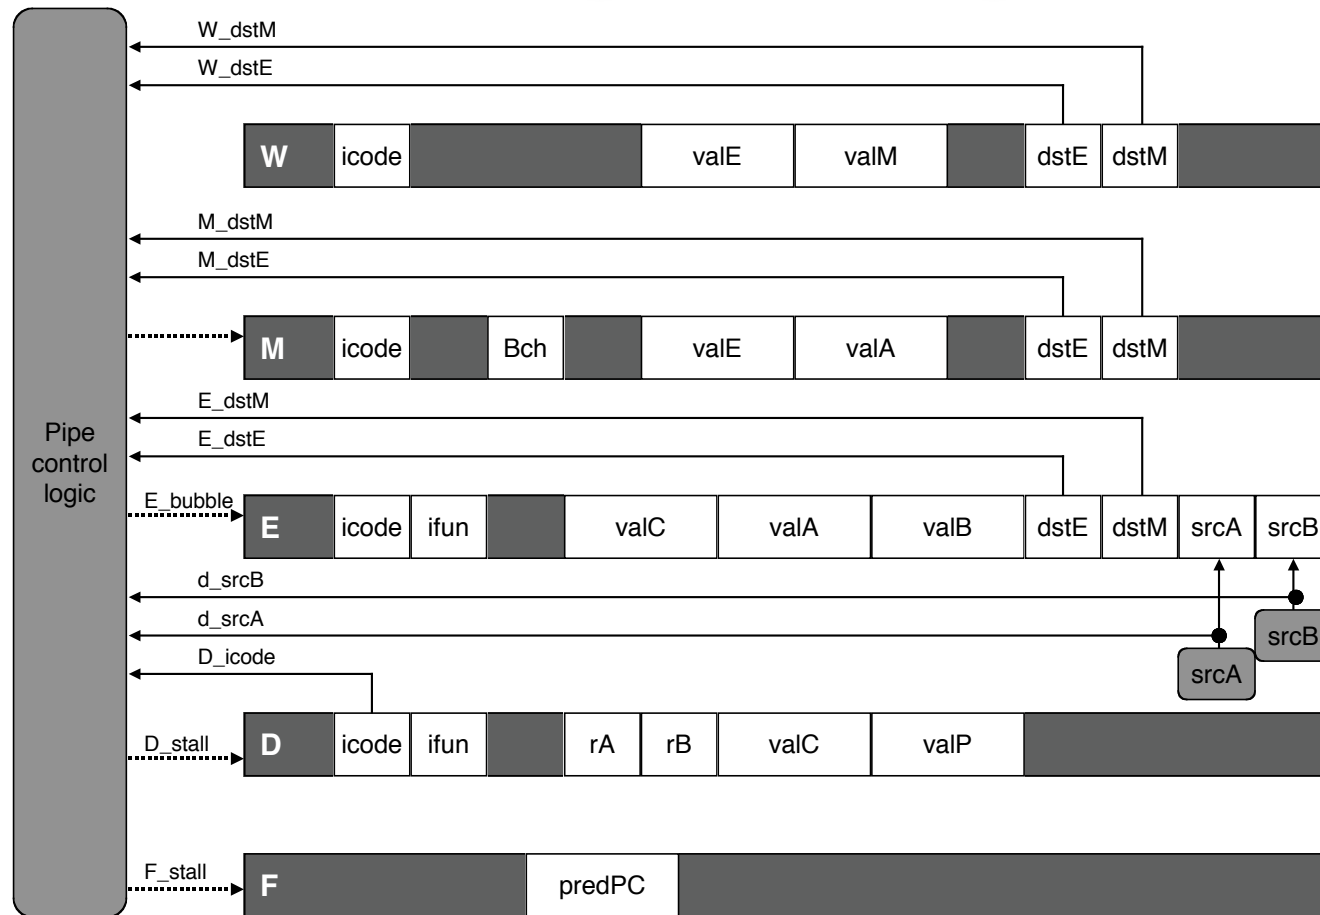 W_dstM
W_dstE
W icode valE valM dstE dstM
M_dstM
M_dstE
M icode Bch valE valA dstE dstM
E_dstM
E_dstE
Pipe
control
logic
E_bubble
E icode ifun valC valA valB dstE dstM srcA srcB
d_srcB
d_srcA
srcB
D_icode
srcA
D_stall
D icode ifun rA rB valC valP
F_stall
F predPC